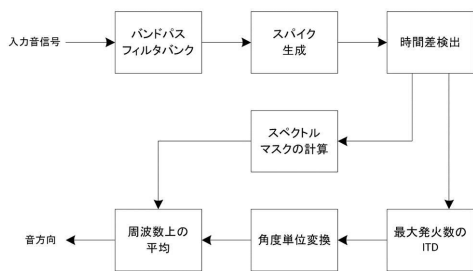 入力音信号
バンドパス
フィルタバンク
スパイク
生成
時間差検出
スペクトル
マスクの計算
音方向
周波数上の
平均
角度単位変換
最大発火数の
ITD